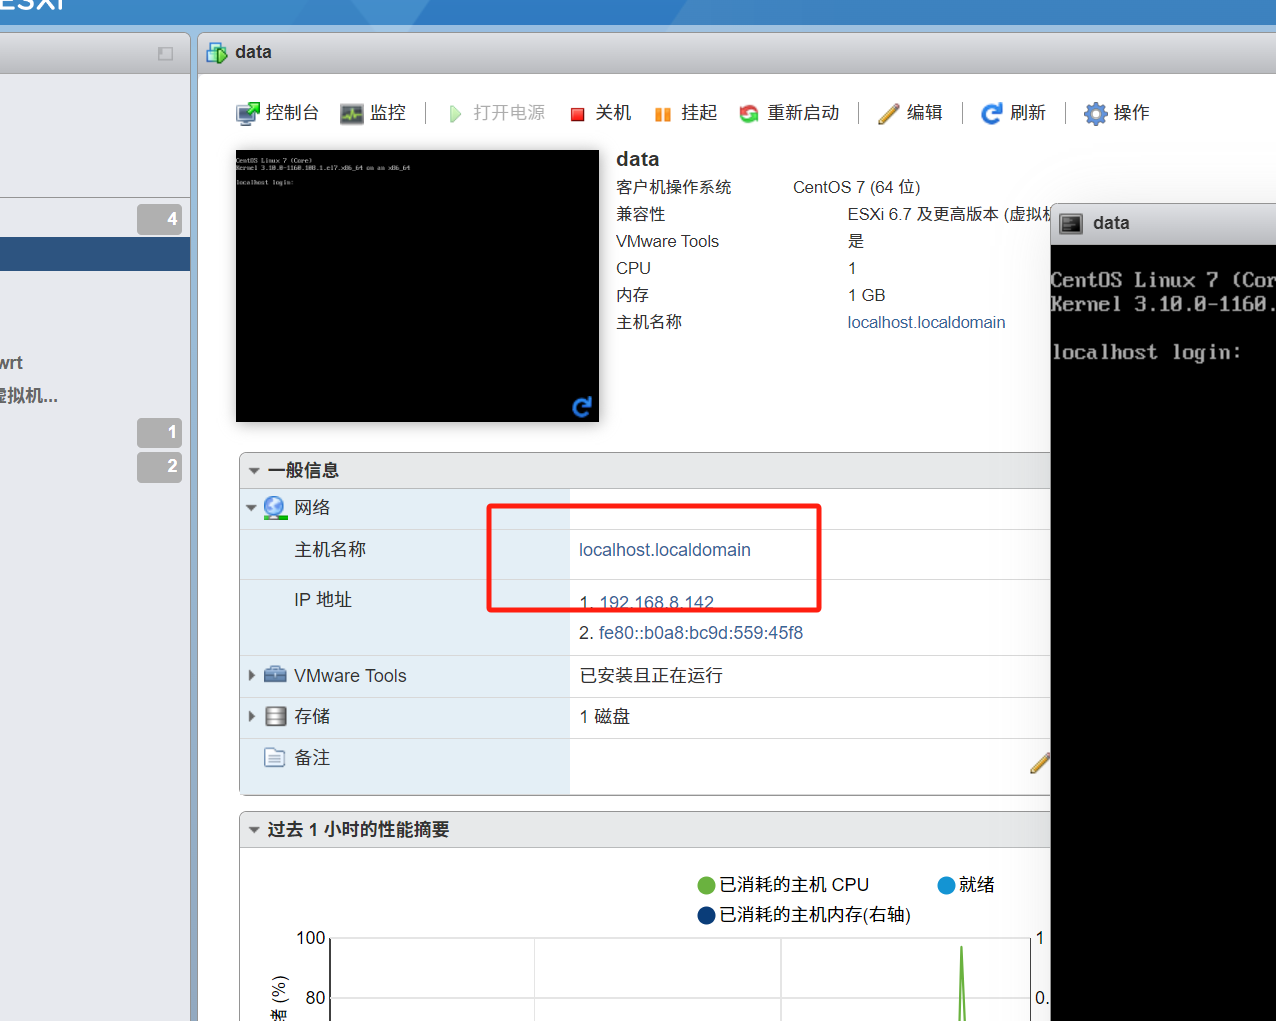 ESXi
data
控制台 监控 打开电源 关机 挂起 重新启动 编辑 刷新 操作
CentOS Linux 7 (Core)
Kernel 3.10.0-1160.108.1.el7.x86_64 on an x86_64
localhost login:
data
客户机操作系统 CentOS 7 (64 位)
兼容性 ESXi 6.7 及更高版本 (虚拟机
VMware Tools 是
CPU 1
内存 1 GB
主机名称 localhost.localdomain
4
wrt
虚拟机...
1
2
data
CentOS Linux 7 (Cor
Kernel 3.10.0-1160.
localhost login:
一般信息
网络
主机名称 localhost.localdomain
IP 地址 1. 192.168.8.142
2. fe80::b0a8:bc9d:559:45f8
VMware Tools 已安装且正在运行
存储 1 磁盘
备注
过去 1 小时的性能摘要
已消耗的主机 CPU 就绪
已消耗的主机内存(右轴)
100 1
80 0.
绪 (%)